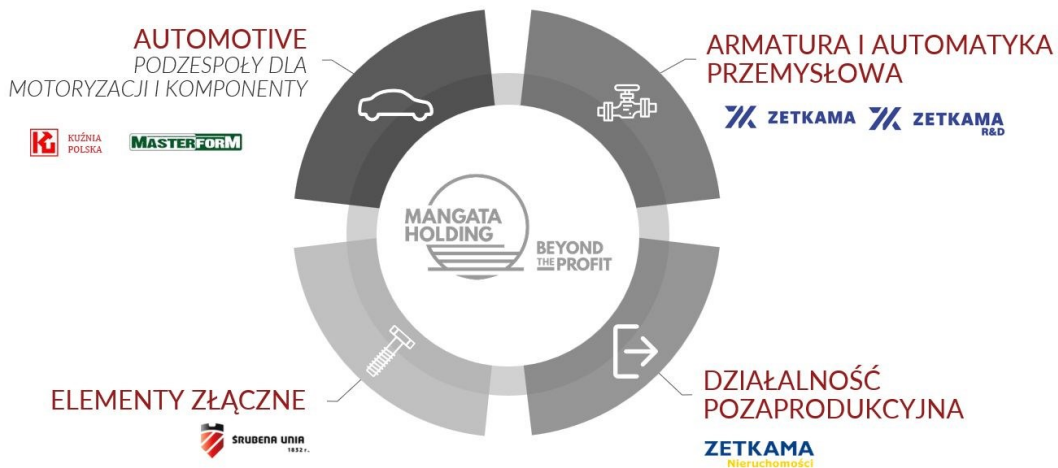 AUTOMOTIVE
PODZESPOŁY DLA
MOTORYZACJI I KOMPONENTY
KUŹNIA
POLSKA
MASTERFORM
ARMATURA I AUTOMATYKA
PRZEMYSŁOWA
ZETKAMA
ZETKAMA
R&D
MANGATA
HOLDING
BEYOND
THE PROFIT
ELEMENTY ZŁĄCZNE
ŚRUBENA UNIA
1832 r.
DZIAŁALNOŚĆ
POZAPRODUKCYJNA
ZETKAMA
Nieruchomości